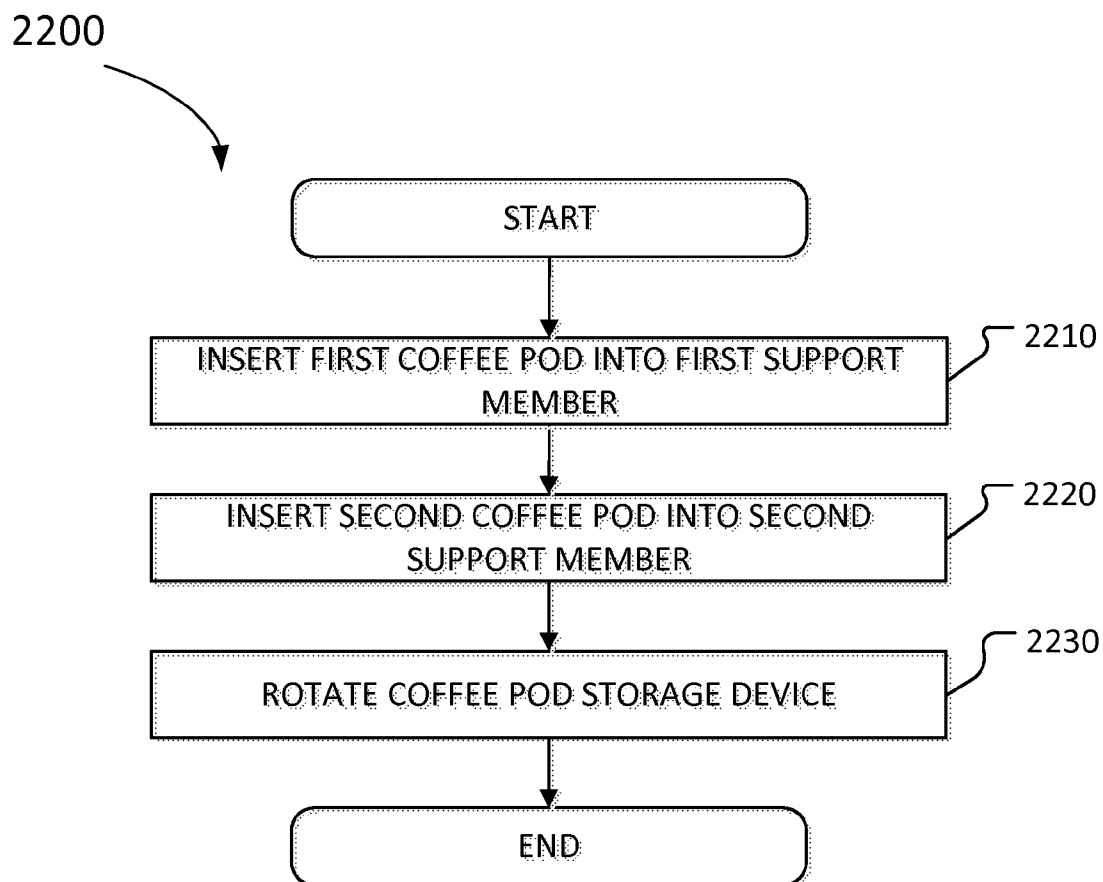 2200
START
INSERT FIRST COFFEE POD INTO FIRST SUPPORT
MEMBER
2210
INSERT SECOND COFFEE POD INTO SECOND
SUPPORT MEMBER
2220
ROTATE COFFEE POD STORAGE DEVICE
2230
END